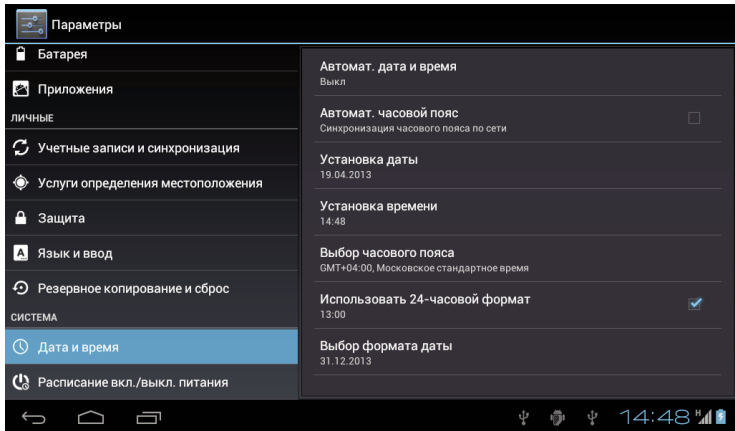 Параметры
Батарея
Приложения
ЛИЧНЫЕ
Учетные записи и синхронизация
Услуги определения местоположения
Защита
Язык и ввод
Резервное копирование и сброс
СИСТЕМА
Дата и время
Расписание вкл./выкл. питания
Автомат. дата и время
Выкл
Автомат. часовой пояс
Синхронизация часового пояса по сети
Установка даты
19.04.2013
Установка времени
14:48
Выбор часового пояса
GMT+04:00, Московское стандартное время
Использовать 24-часовой формат
13:00
Выбор формата даты
31.12.2013
14:48 H